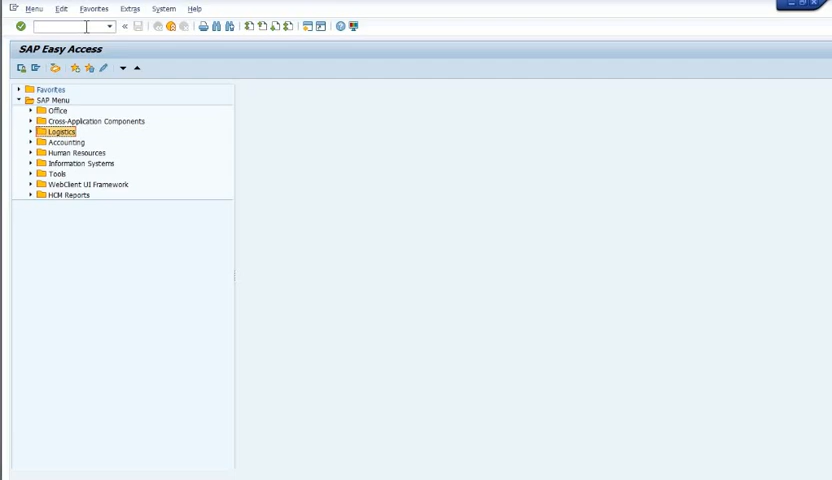 Menu Edit Favorites Extras System Help
SAP Easy Access
Favorites
SAP Menu
Office
Cross-Application Components
Logistics
Accounting
Human Resources
Information Systems
Tools
WebClient UI Framework
HCM Reports